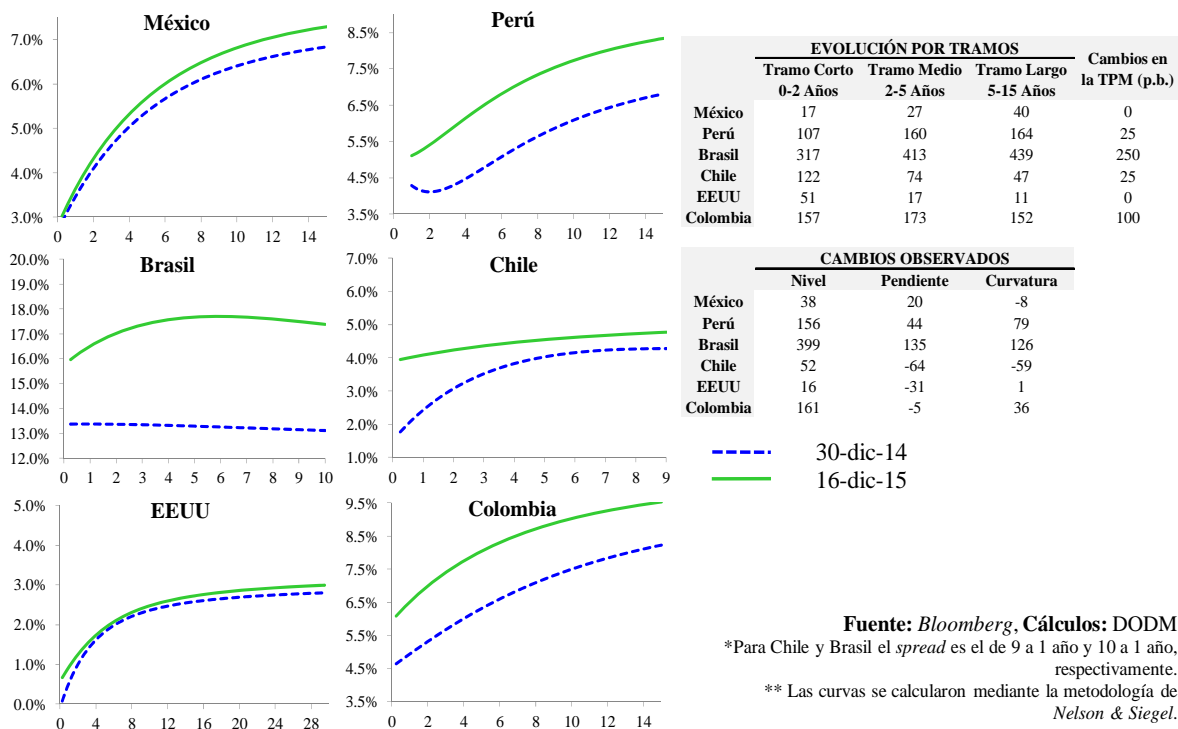 México
7.0%
6.0%
5.0%
4.0%
3.0%
0 2 4 6 8 10 12 14
Perú
8.5%
7.5%
6.5%
5.5%
4.5%
3.5%
0 2 4 6 8 10 12 14
Brasil
20.0%
19.0%
18.0%
17.0%
16.0%
15.0%
14.0%
13.0%
12.0%
0 1 2 3 4 5 6 7 8 9 10
Chile
7.0%
6.0%
5.0%
4.0%
3.0%
2.0%
1.0%
0 1 2 3 4 5 6 7 8 9
EEUU
5.0%
4.0%
3.0%
2.0%
1.0%
0.0%
0 4 8 12 16 20 24 28
Colombia
9.5%
8.5%
7.5%
6.5%
5.5%
4.5%
3.5%
0 2 4 6 8 10 12 14
EVOLUCIÓN POR TRAMOS Cambios en
Tramo Corto Tramo Medio Tramo Largo la TPM (p.b.)
0-2 Años 2-5 Años 5-15 Años
México 17 27 40 0
Perú 107 160 164 25
Brasil 317 413 439 250
Chile 122 74 47 25
EEUU 51 17 11 0
Colombia 157 173 152 100
CAMBIOS OBSERVADOS
Nivel Pendiente Curvatura
México 38 20 -8
Perú 156 44 79
Brasil 399 135 126
Chile 52 -64 -59
EEUU 16 -31 1
Colombia 161 -5 36
30-dic-14
16-dic-15
Fuente: Bloomberg, Cálculos: DODM
*Para Chile y Brasil el spread es el de 9 a 1 año y 10 a 1 año,
respectivamente.
** Las curvas se calcularon mediante la metodología de
Nelson & Siegel.